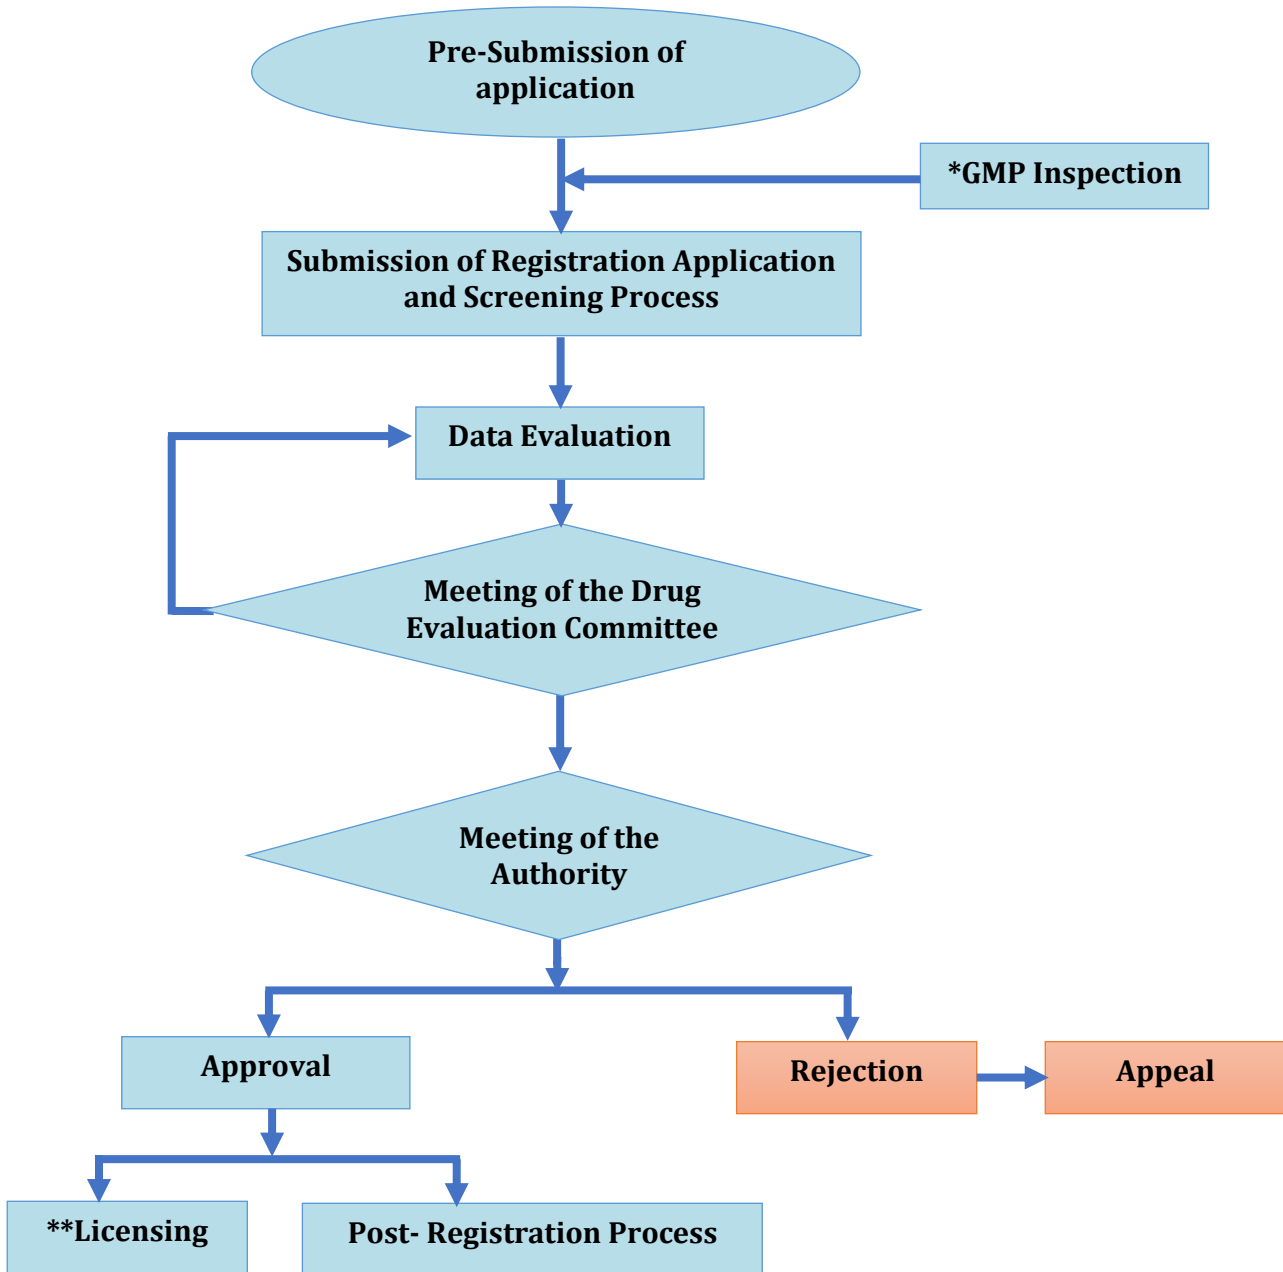 Pre-Submission of
application
*GMP Inspection
Submission of Registration Application
and Screening Process
Data Evaluation
Meeting of the Drug
Evaluation Committee
Meeting of the
Authority
Approval
Rejection
Appeal
**Licensing
Post- Registration Process